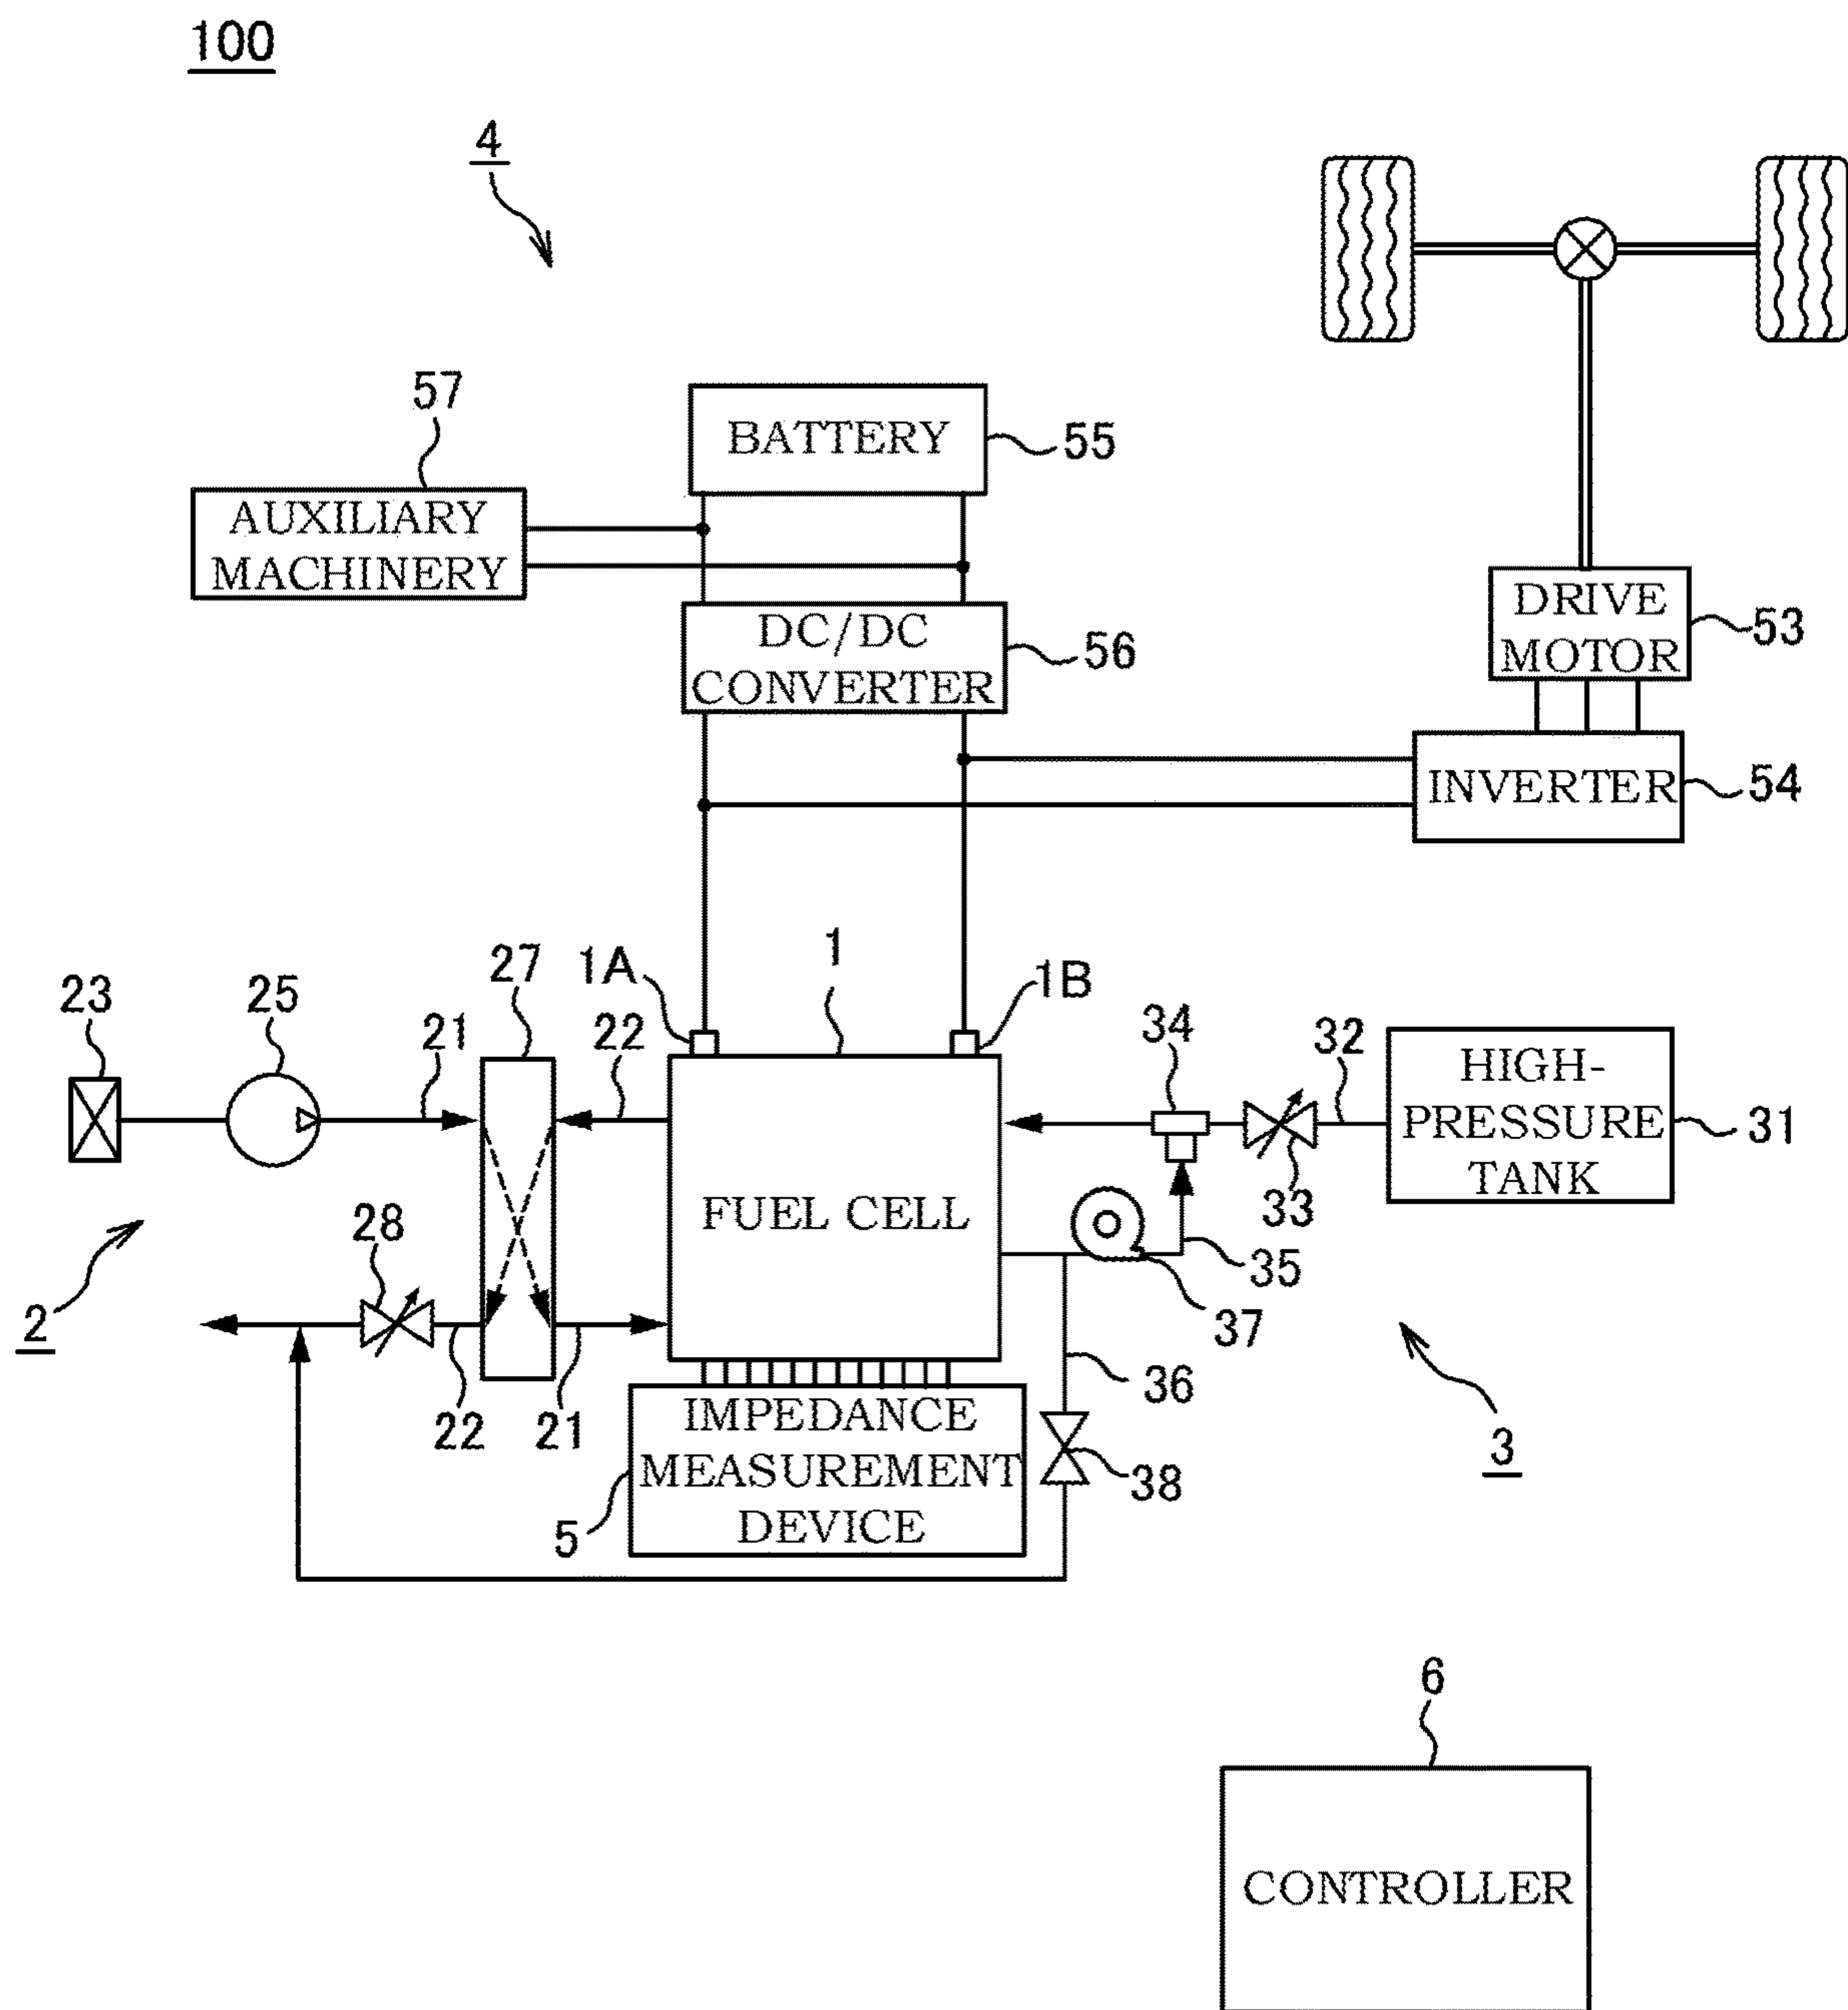 100
4
57
BATTERY
55
AUXILIARY
MACHINERY
DC/DC
CONVERTER
56
DRIVE
MOTOR
53
INVERTER
54
23
25
21
27
22
1A
1
1B
34
32
HIGH-
PRESSURE
TANK
31
33
FUEL CELL
28
2
35
37
22
21
36
3
IMPEDANCE
MEASUREMENT
DEVICE
5
38
6
CONTROLLER